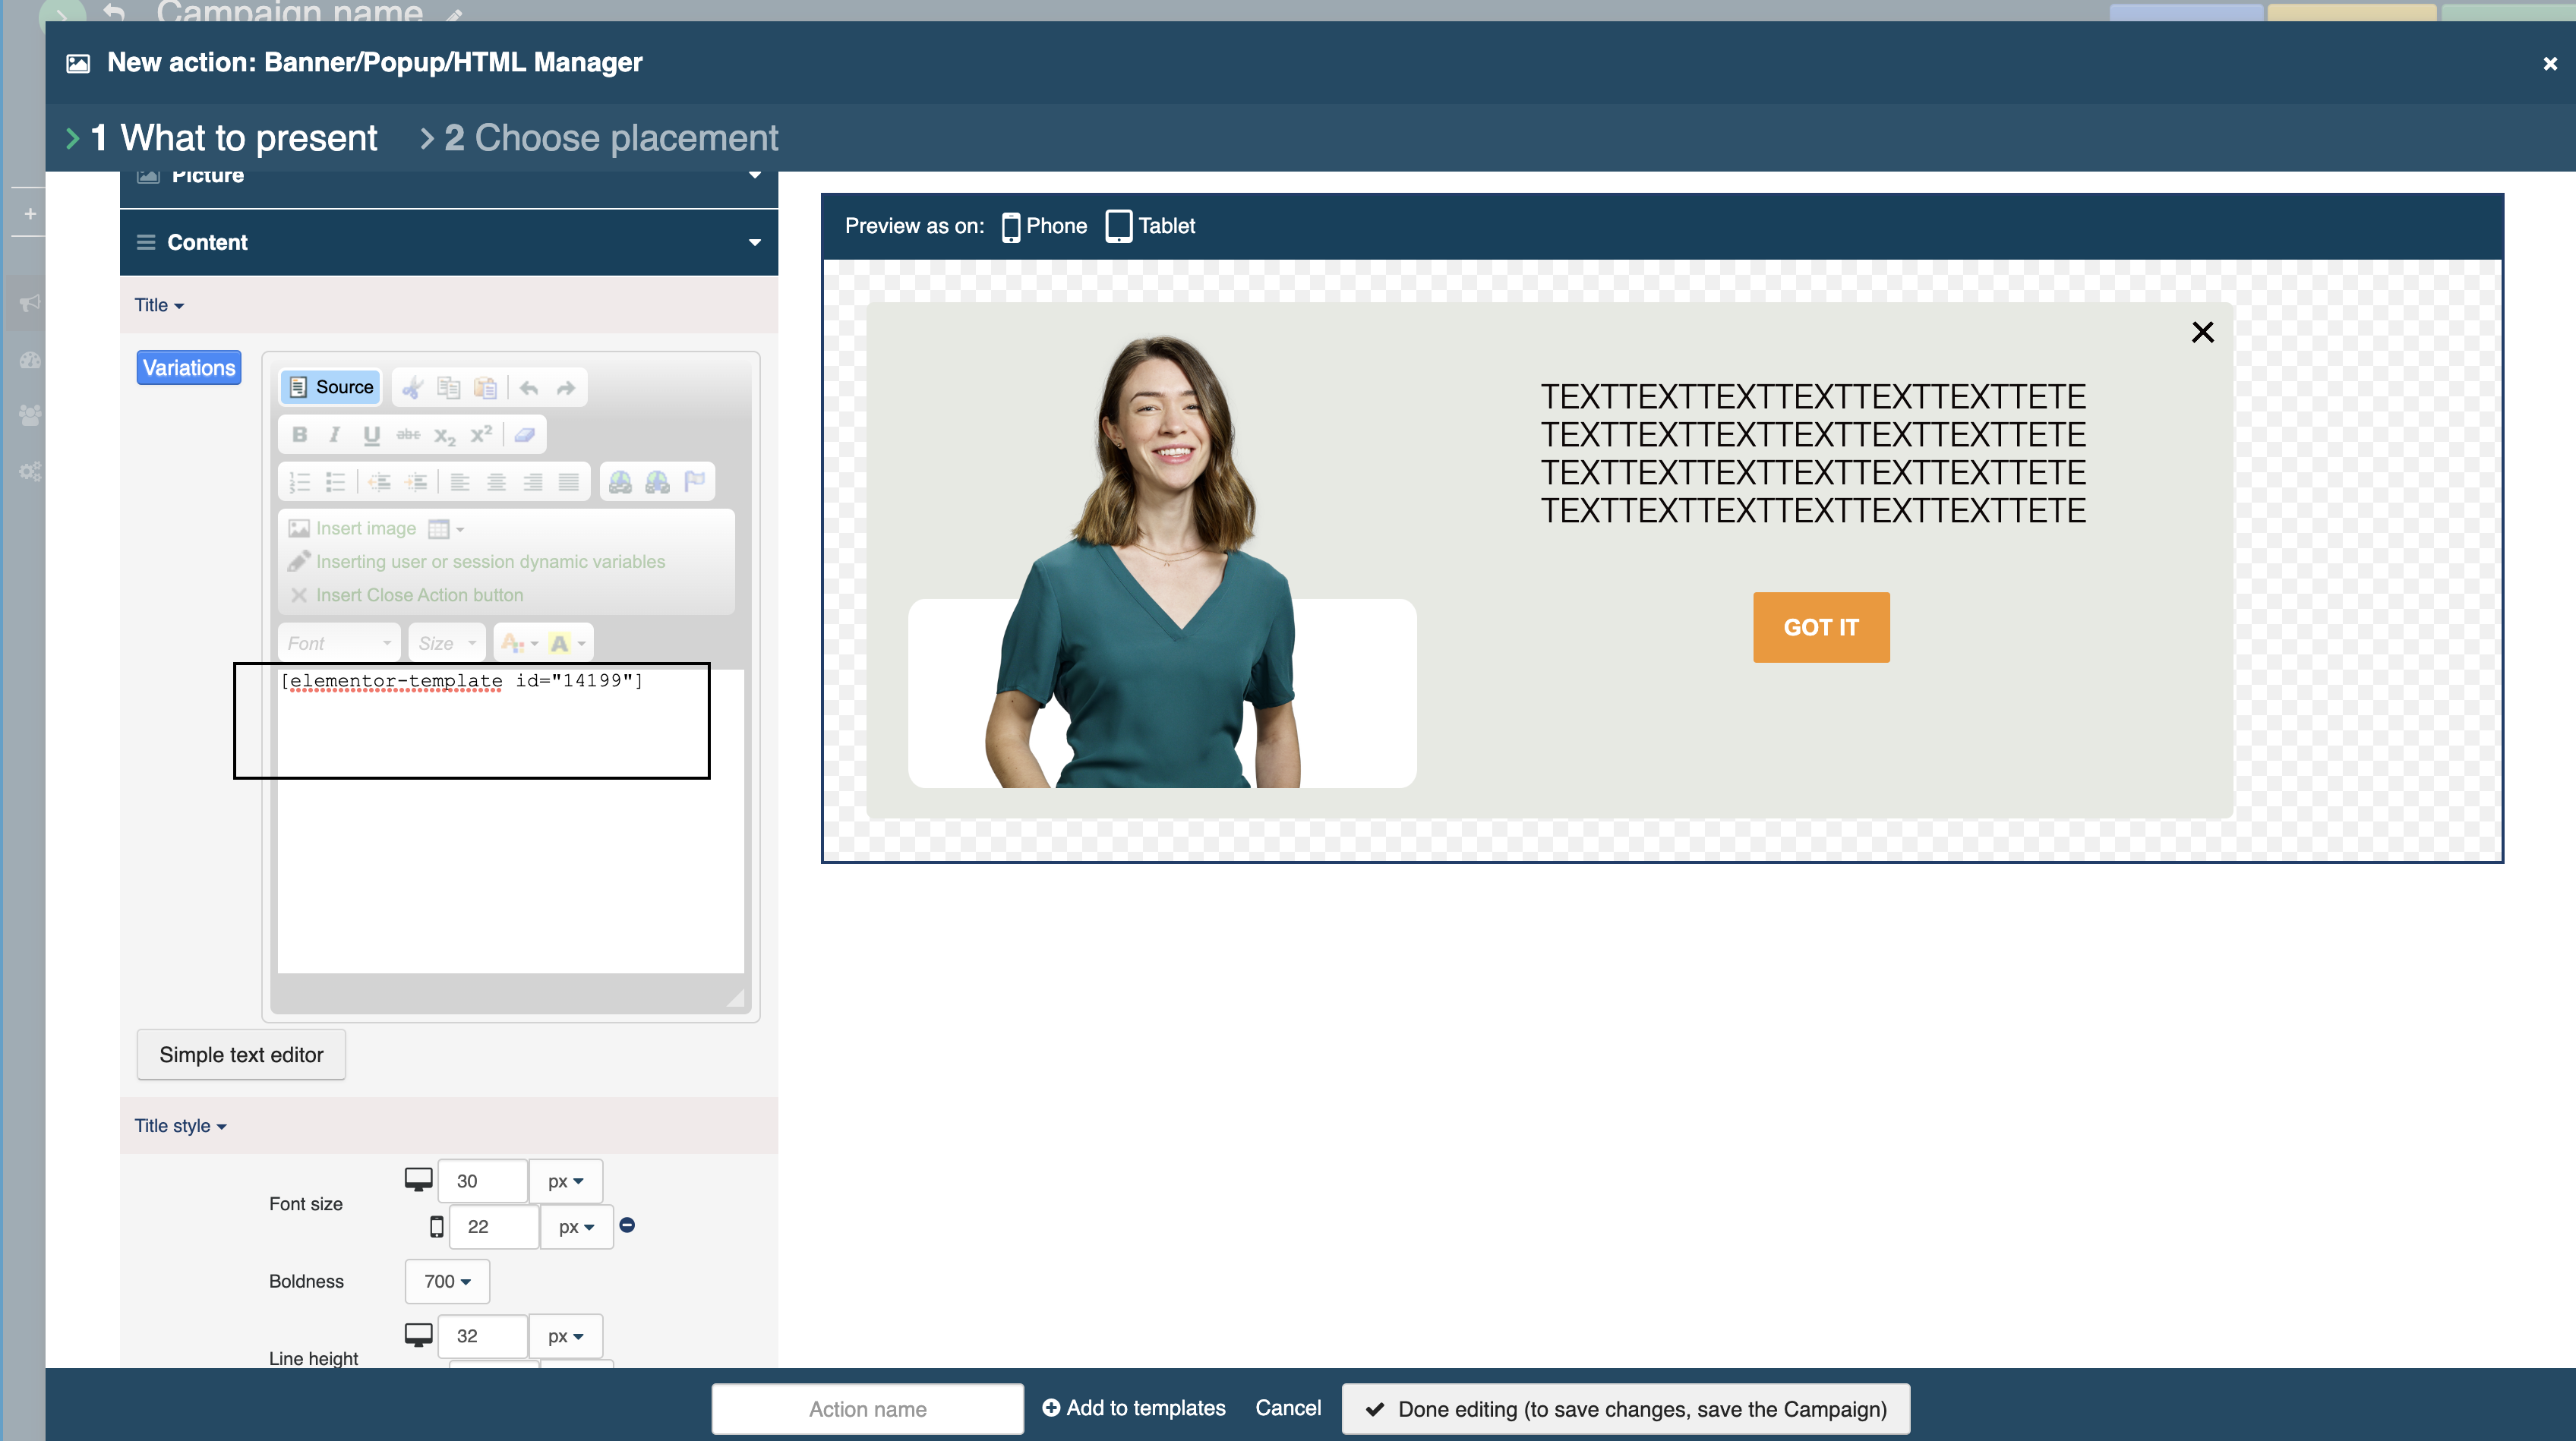 Campaign name
New action: Banner/Popup/HTML Manager
1 What to present
2 Choose placement
Picture
Content
Title
Variations
Source
B I U abc X2 X2
Insert image
Inserting user or session dynamic variables
Insert Close Action button
Font Size A A
[elementor-template id="14199"]
Simple text editor
Title style
Font size
30 px
22 px
Boldness 700
Line height
32 px
Preview as on: Phone Tablet
TEXTTEXTTEXTTEXTTEXTTEXTTETE
TEXTTEXTTEXTTEXTTEXTTEXTTETE
TEXTTEXTTEXTTEXTTEXTTEXTTETE
TEXTTEXTTEXTTEXTTEXTTEXTTETE
GOT IT
Action name
Add to templates
Cancel
Done editing (to save changes, save the Campaign)